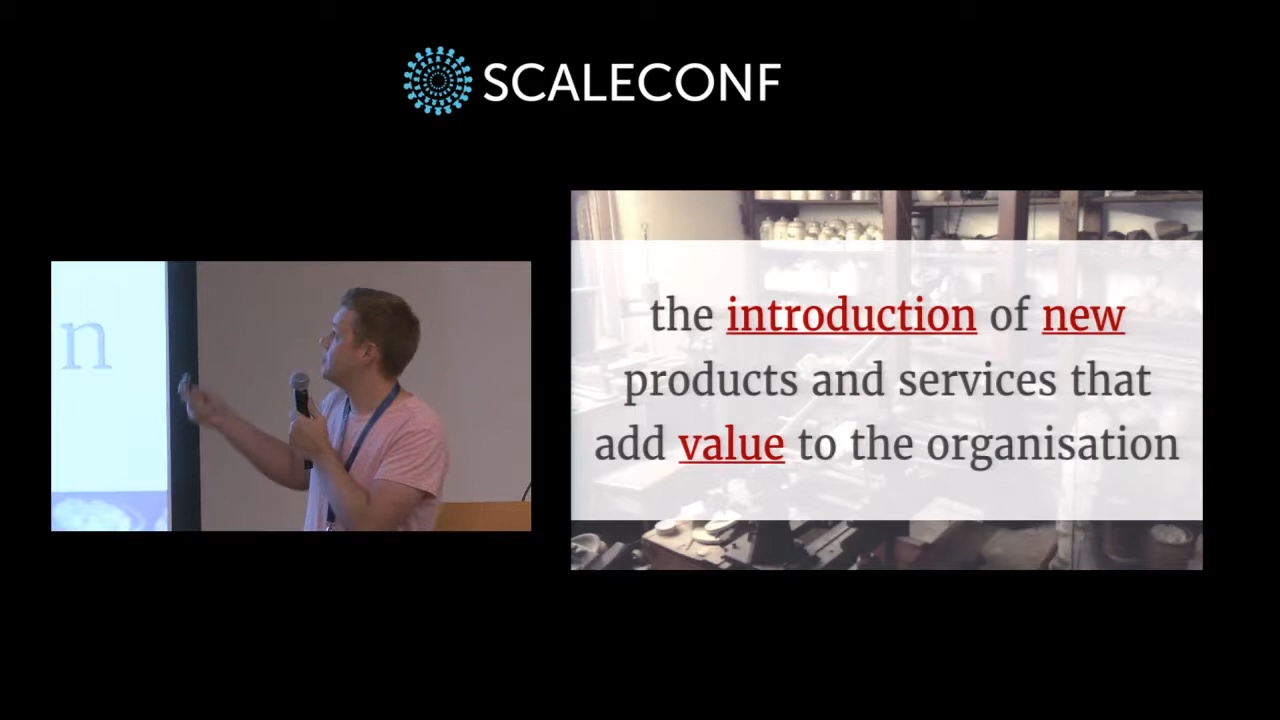 SCALECONF
n
the introduction of new
products and services that
add value to the organisation